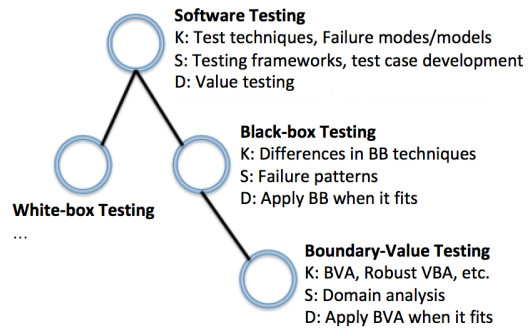 Software Testing
K: Test techniques, Failure modes/models
S: Testing frameworks, test case development
D: Value testing
Black-box Testing
K: Differences in BB techniques
S: Failure patterns
D: Apply BB when it fits
White-box Testing
...
Boundary-Value Testing
K: BVA, Robust VBA, etc.
S: Domain analysis
D: Apply BVA when it fits